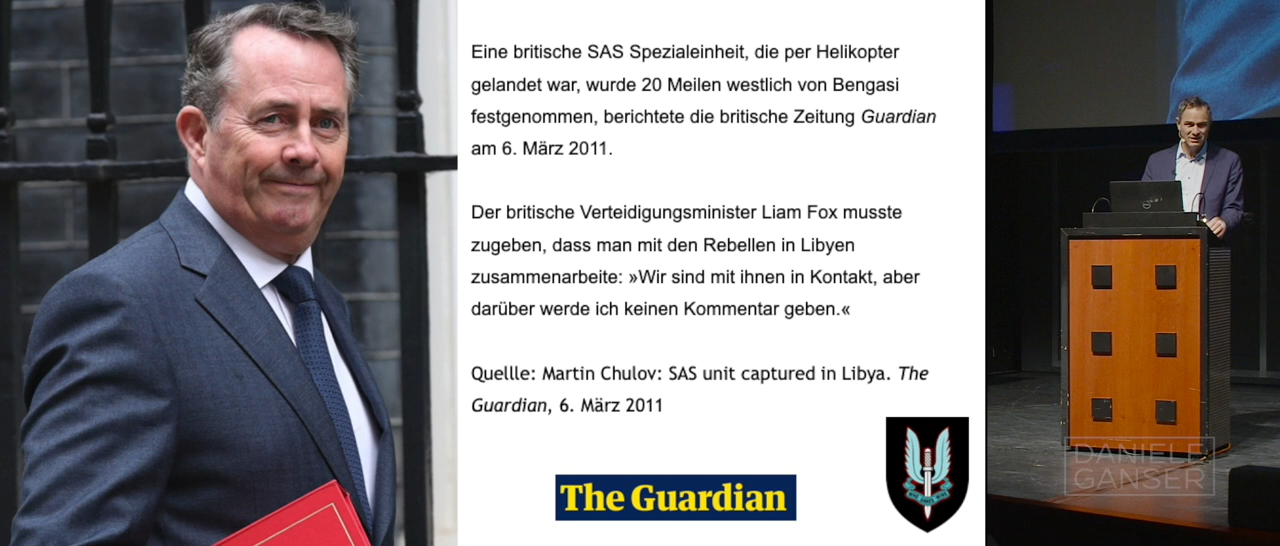 Eine britische SAS Spezialeinheit, die per Helikopter
gelandet war, wurde 20 Meilen westlich von Bengasi
festgenommen, berichtete die britische Zeitung Guardian
am 6. März 2011.
Der britische Verteidigungsminister Liam Fox musste
zugeben, dass man mit den Rebellen in Libyen
zusammenarbeite: »Wir sind mit ihnen in Kontakt, aber
darüber werde ich keinen Kommentar geben.«
Quellle: Martin Chulov: SAS unit captured in Libya. The
Guardian, 6. März 2011
The Guardian
DANIELE
GANSER